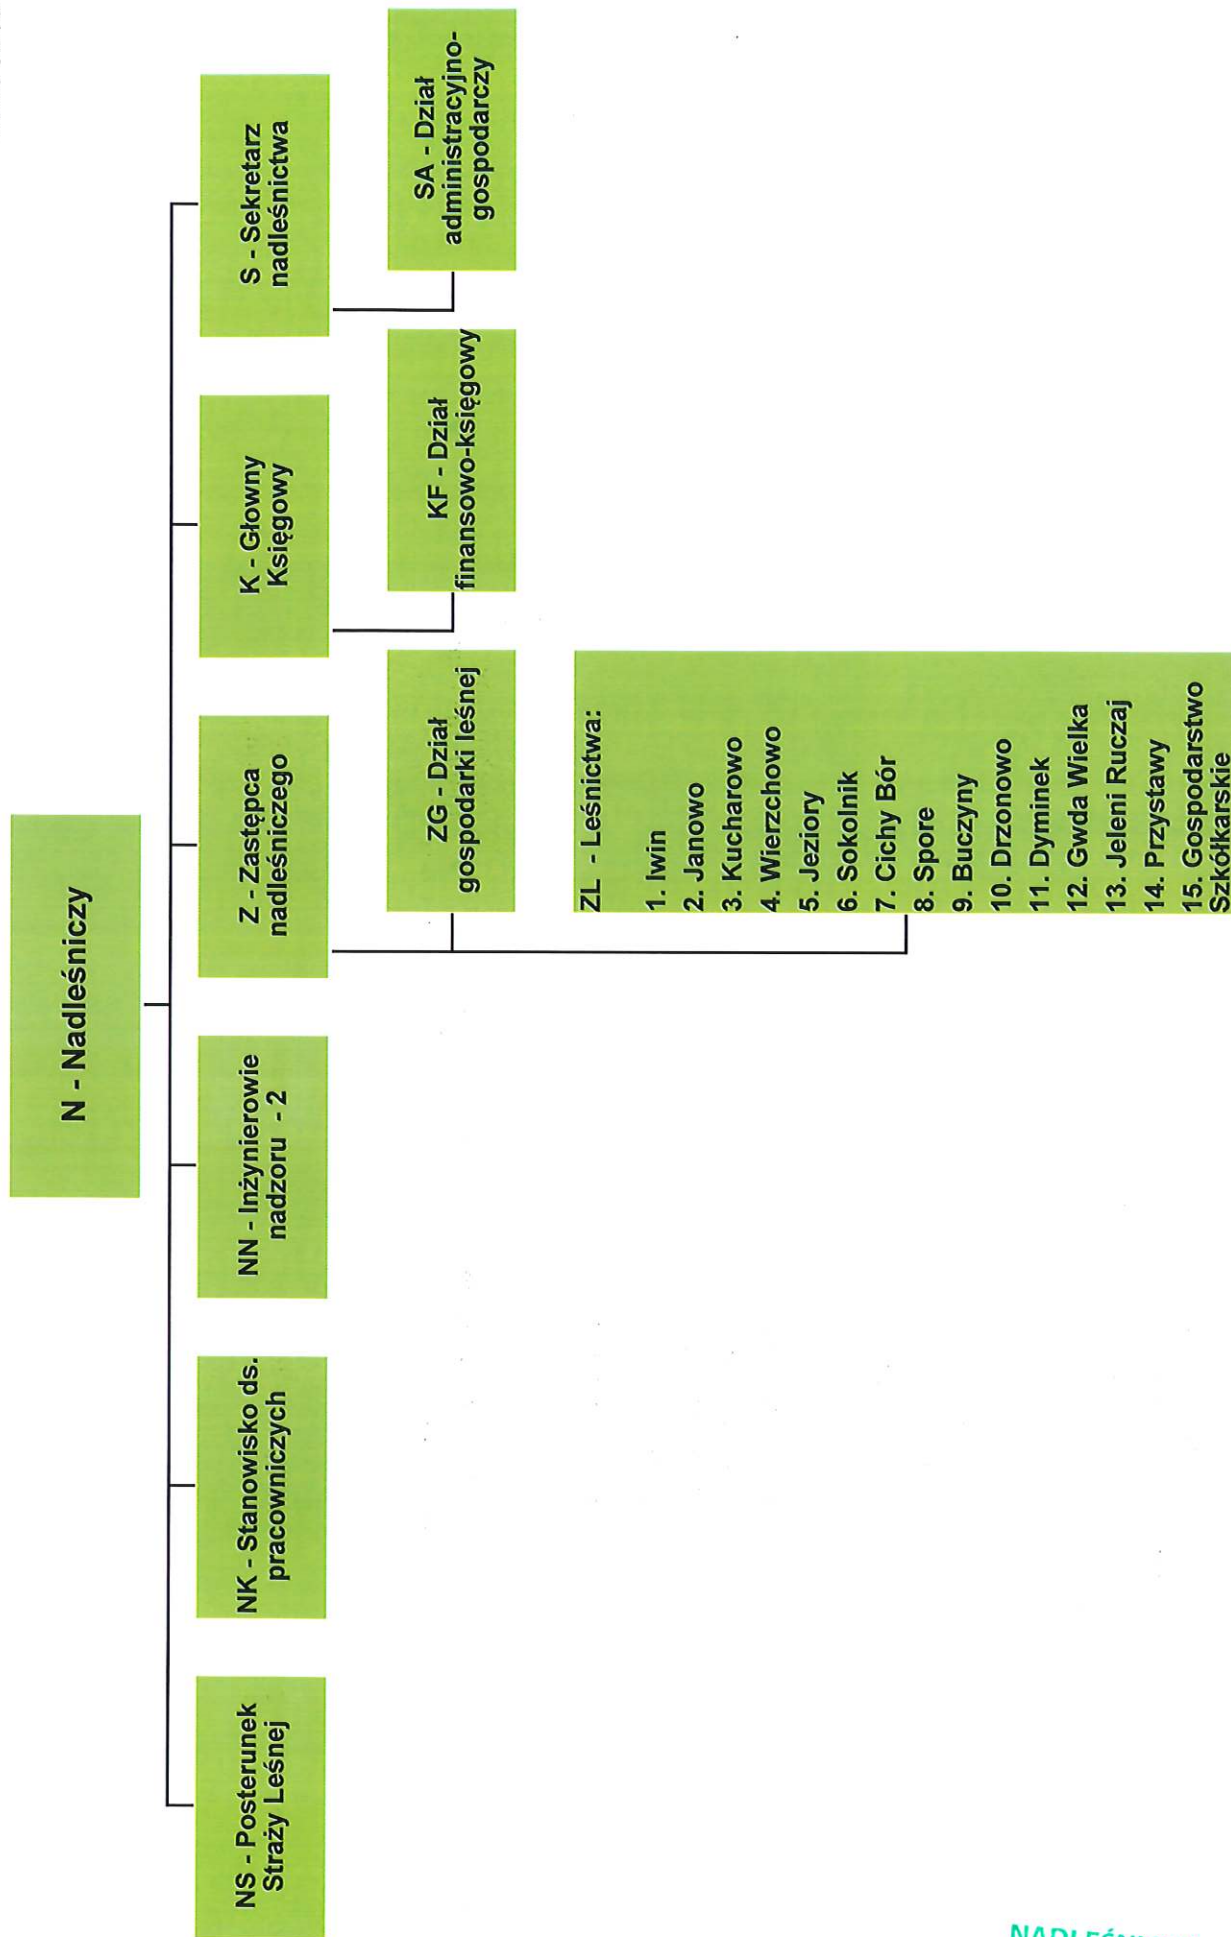 N - Nadleśniczy
NS - Posterunek
Straży Leśnej
NK - Stanowisko ds.
pracowniczych
NN - Inżynierowie
nadzoru - 2
Z - Zastępca
nadleśniczego
K - Głowny
Księgowy
S - Sekretarz
nadleśnictwa
ZG - Dział
gospodarki leśnej
KF - Dział
finansowo-księgowy
SA - Dział
administracyjno-
gospodarczy
ZL - Leśnictwa:
1. Iwin
2. Janowo
3. Kucharowo
4. Wierzchowo
5. Jeziory
6. Sokolnik
7. Cichy Bór
8. Spore
9. Buczyny
10. Drzonowo
11. Dyminek
12. Gwda Wielka
13. Jeleni Ruczaj
14. Przystawy
15. Gospodarstwo
Szkółkarskie